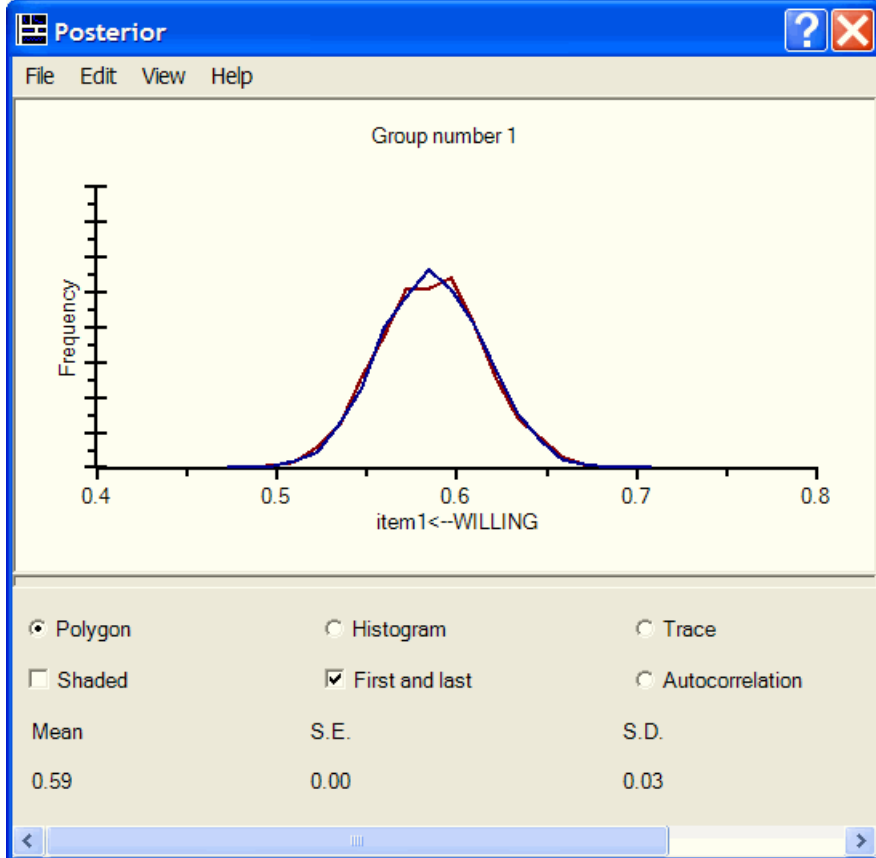 Posterior
File Edit View Help
Group number 1
Frequency
0.4 0.5 0.6 0.7 0.8
item1<--WILLING
Polygon Histogram Trace
Shaded First and last Autocorrelation
Mean S.E. S.D.
0.59 0.00 0.03